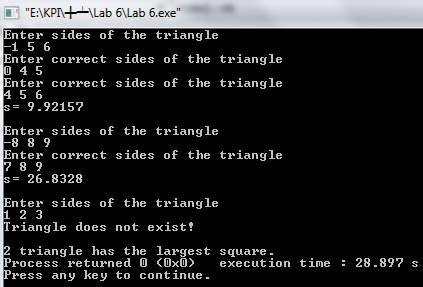 "E:\KPI\┼┴\Lab 6\Lab 6.exe"
Enter sides of the triangle
-1 5 6
Enter correct sides of the triangle
0 4 5
Enter correct sides of the triangle
4 5 6
s= 9.92157
Enter sides of the triangle
-8 8 9
Enter correct sides of the triangle
7 8 9
s= 26.8328
Enter sides of the triangle
1 2 3
Triangle does not exist!
2 triangle has the largest square.
Process returned 0 (0x0)   execution time : 28.897 s
Press any key to continue.